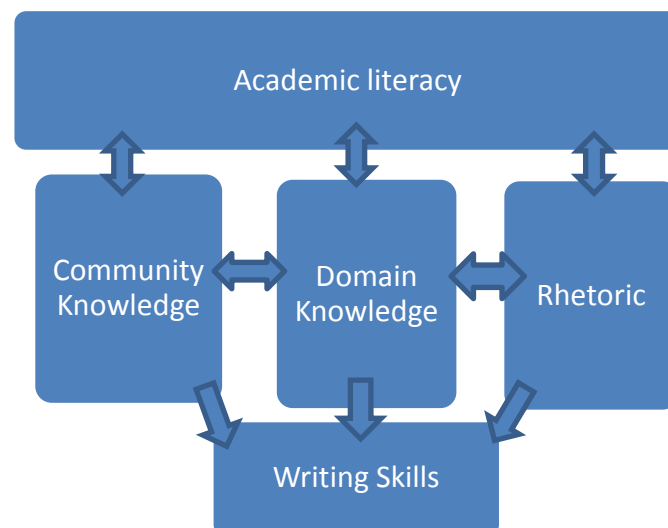 Academic literacy
Community
Knowledge
Domain
Knowledge
Rhetoric
Writing Skills